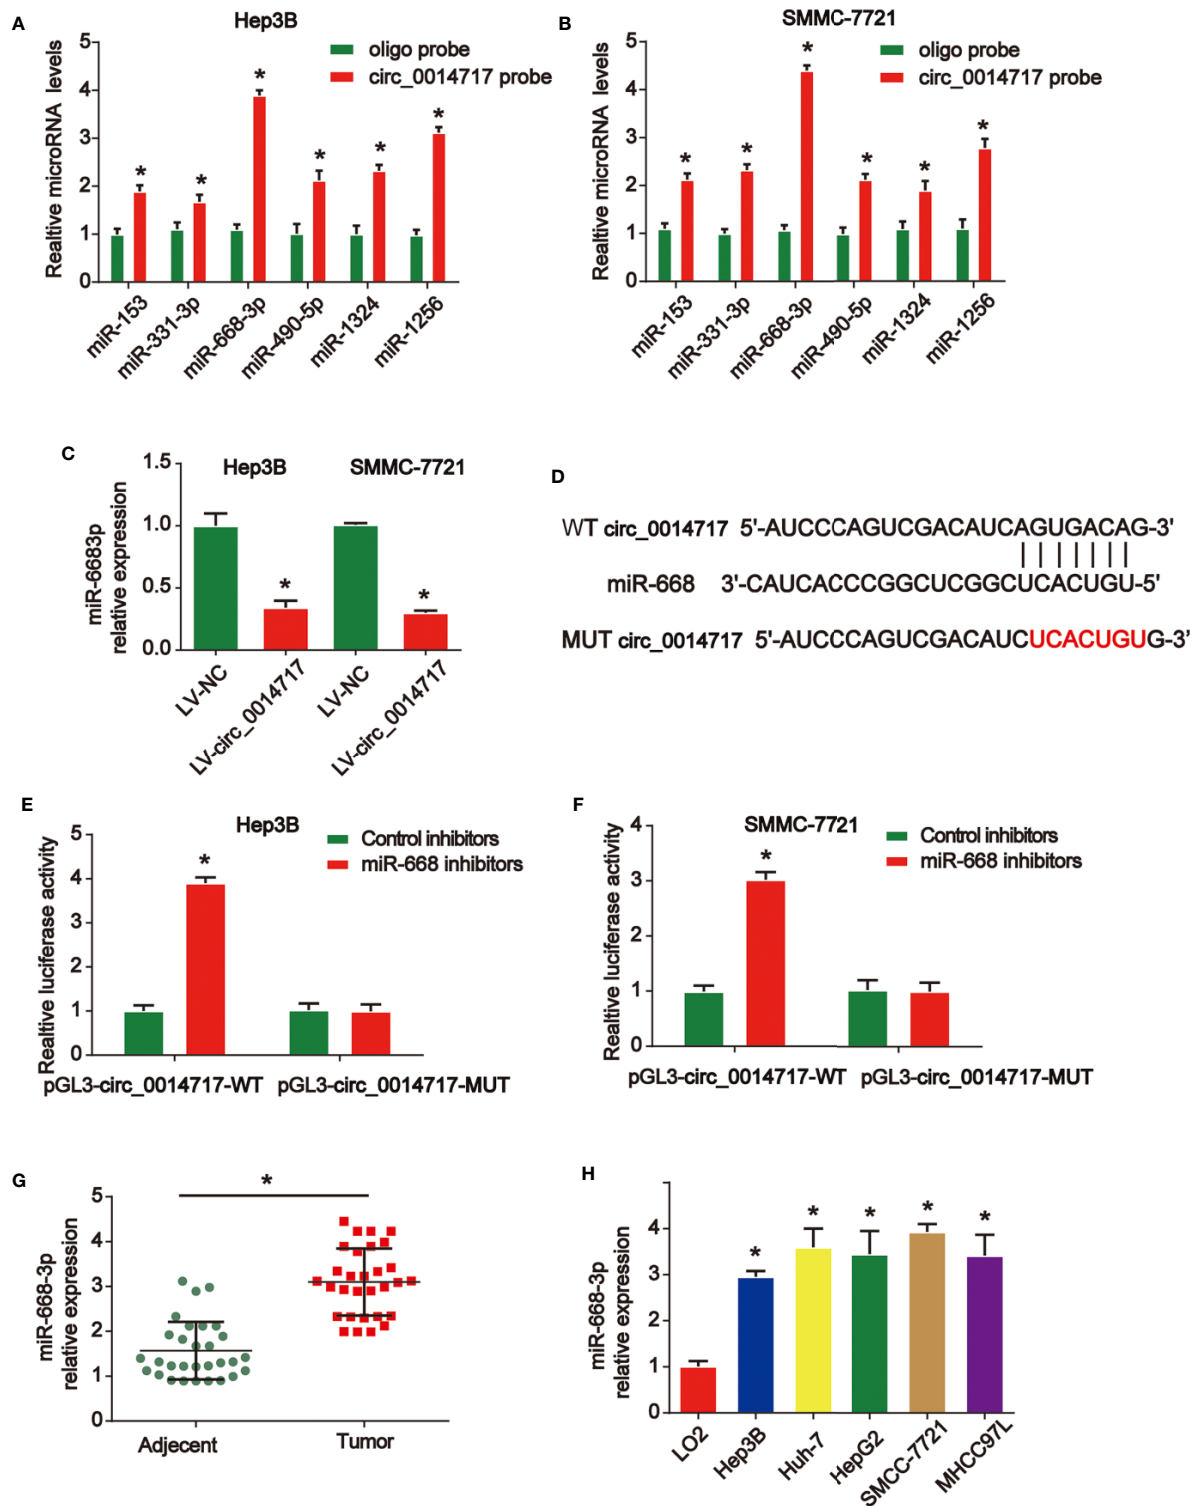 A
Hep3B
oligo probe
circ_0014717 probe
Realtive microRNA levels
5
4
3
2
1
0
* * * * * *
miR-153
miR-331-3p
miR-668-3p
miR-490-5p
miR-1324
miR-1256
B
SMMC-7721
oligo probe
circ_0014717 probe
Realtive microRNA levels
5
4
3
2
1
0
* * * * * *
miR-153
miR-331-3p
miR-668-3p
miR-490-5p
miR-1324
miR-1256
C
Hep3B SMMC-7721
miR-6683p
relative expression
1.5
1.0
0.5
0.0
* *
LV-NC
LV-circ_0014717
LV-NC
LV-circ_0014717
D
WT circ_0014717 5'-AUCCCAGUCGACAUCAGUGACAG-3'
miR-668 3'-CAUCACCCGGCUCGGCUCACUGU-5'
MUT circ_0014717 5'-AUCCCAGUCGACAUCUCACUGUG-3'
E
Hep3B
Control inhibitors
miR-668 inhibitors
Realtive luciferase activity
5
4
3
2
1
0
*
pGL3-circ_0014717-WT
pGL3-circ_0014717-MUT
F
SMMC-7721
Control inhibitors
miR-668 inhibitors
Realtive luciferase activity
4
3
2
1
0
*
pGL3-circ_0014717-WT
pGL3-circ_0014717-MUT
G
miR-668-3p
relative expression
5
4
3
2
1
0
*
Adjecent
Tumor
H
miR-668-3p
relative expression
4
3
2
1
0
* * * * *
LO2
Hep3B
Huh-7
HepG2
SMCC-7721
MHCC97L